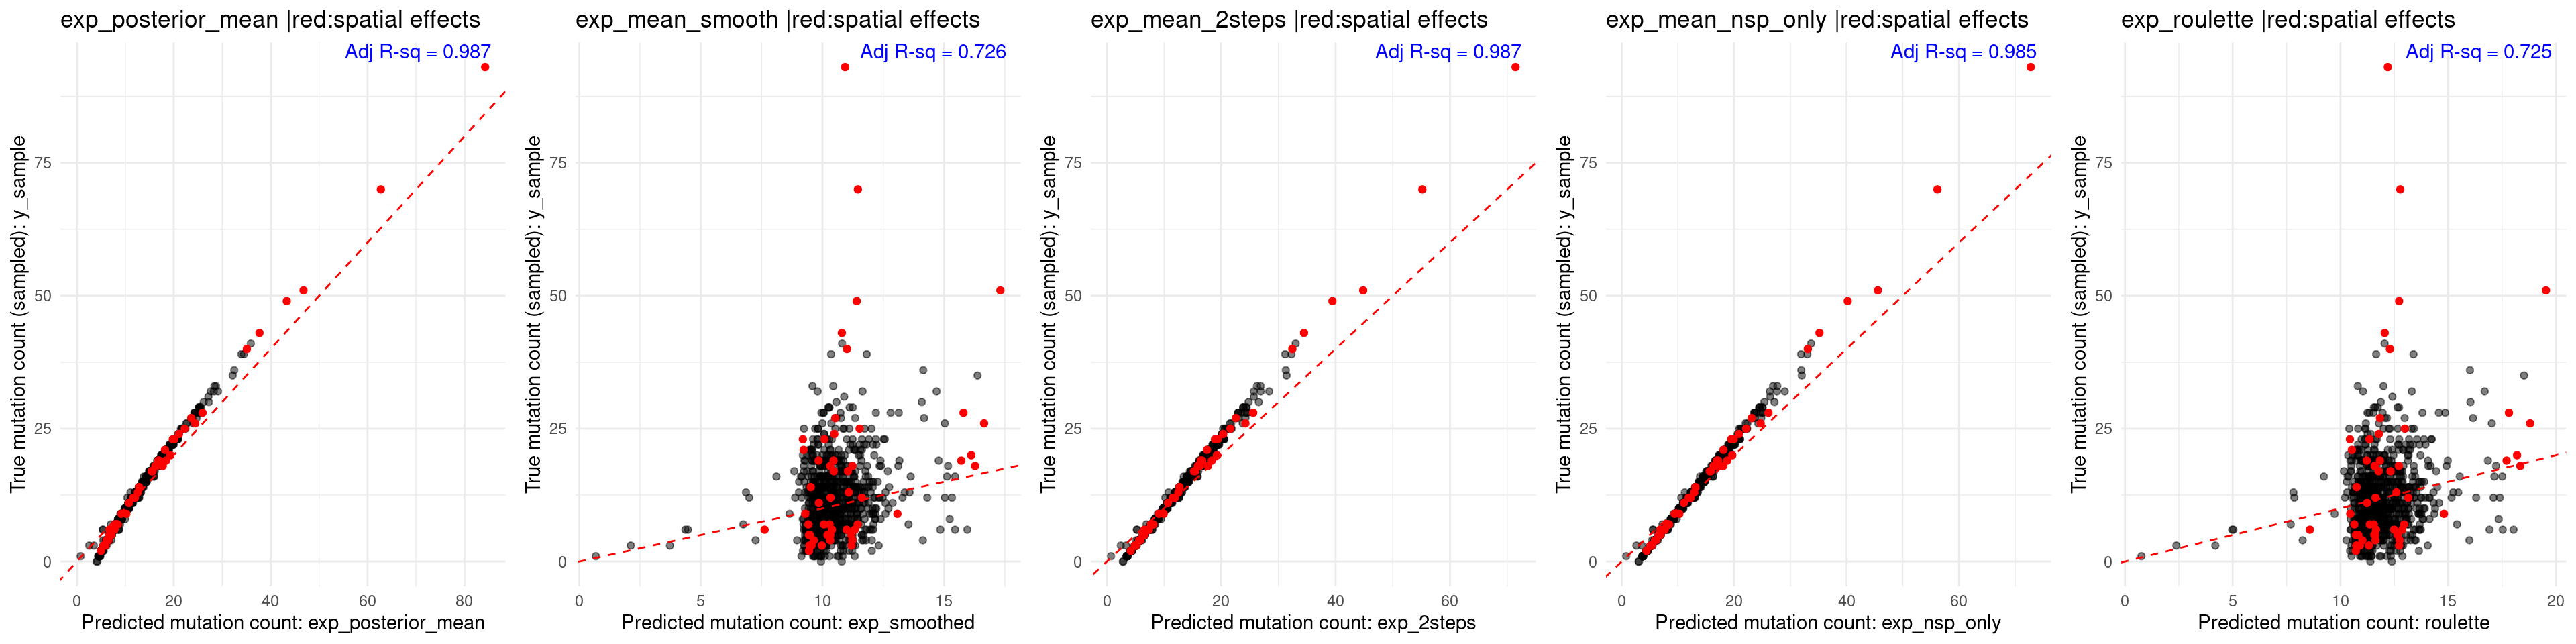 exp_posterior_mean |red:spatial effects
Adj R-sq = 0.987
True mutation count (sampled): y_sample
75
50
25
0
0 20 40 60 80
Predicted mutation count: exp_posterior_mean
exp_mean_smooth |red:spatial effects
Adj R-sq = 0.726
True mutation count (sampled): y_sample
75
50
25
0
0 5 10 15
Predicted mutation count: exp_smoothed
exp_mean_2steps |red:spatial effects
Adj R-sq = 0.987
True mutation count (sampled): y_sample
75
50
25
0
0 20 40 60
Predicted mutation count: exp_2steps
exp_mean_nsp_only |red:spatial effects
Adj R-sq = 0.985
True mutation count (sampled): y_sample
75
50
25
0
0 20 40 60
Predicted mutation count: exp_nsp_only
exp_roulette |red:spatial effects
Adj R-sq = 0.725
True mutation count (sampled): y_sample
75
50
25
0
0 5 10 15 20
Predicted mutation count: roulette